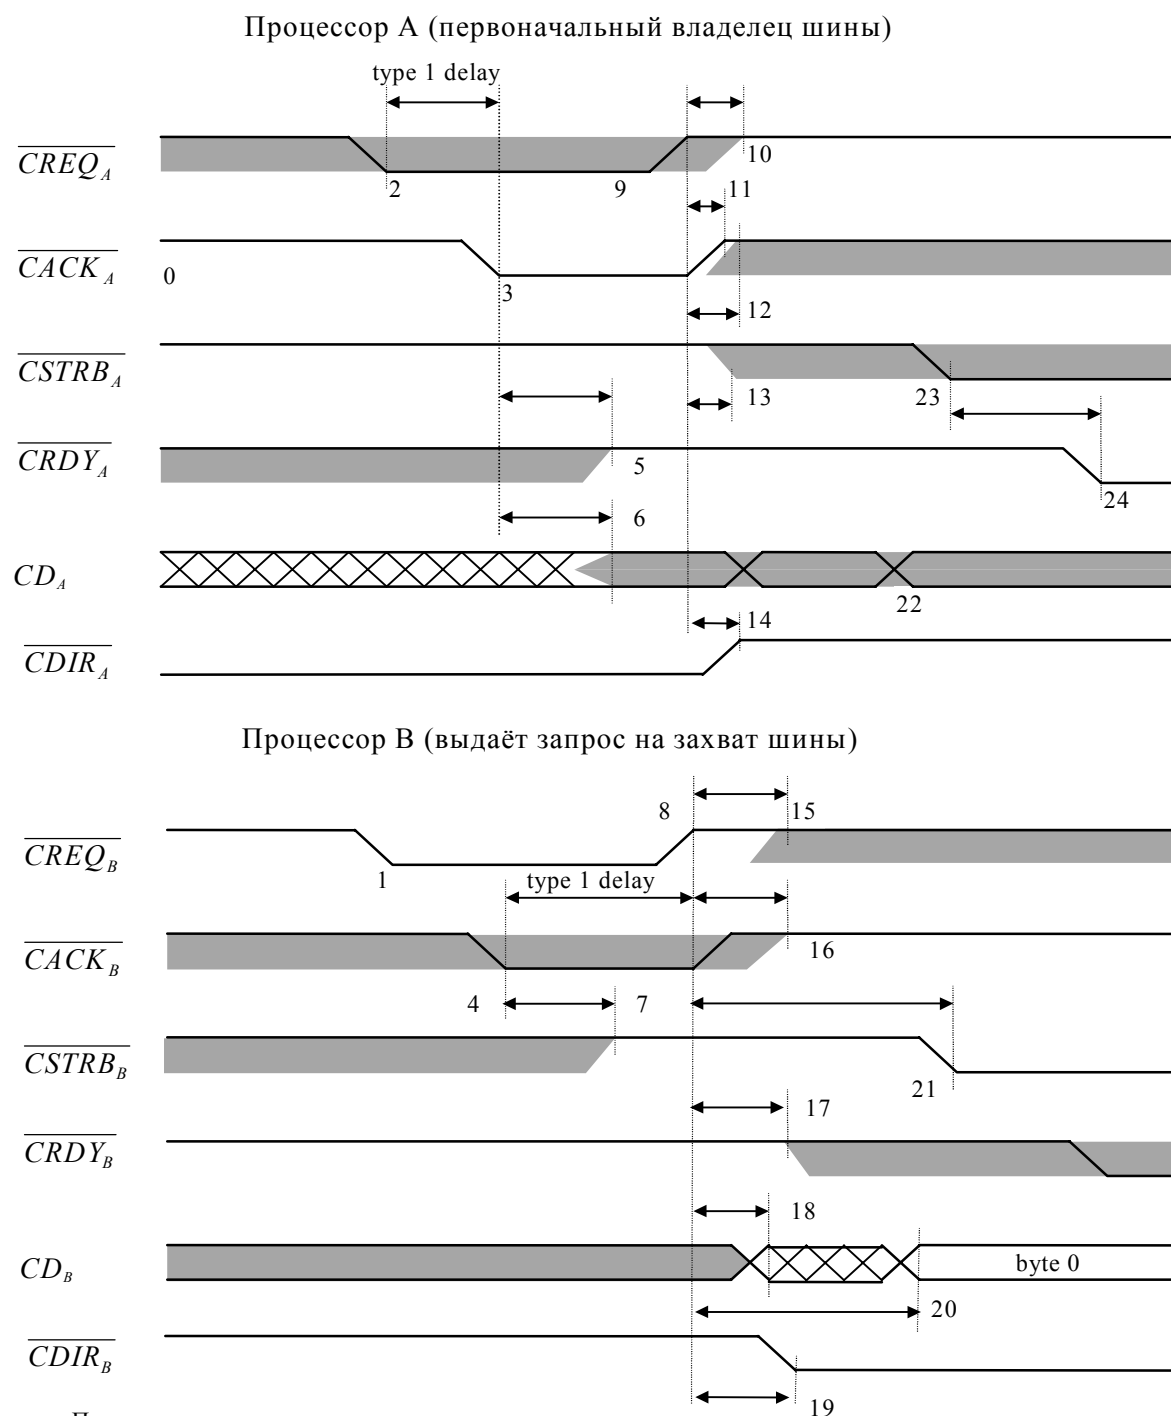 Процессор А (первоначальный владелец шины)
type 1 delay
CREQ_A
2
9
10
11
CACK_A
0
3
12
CSTRB_A
13
23
CRDY_A
5
24
6
CD_A
22
14
CDIR_A
Процессор В (выдаёт запрос на захват шины)
8
15
CREQ_B
1
type 1 delay
CACK_B
16
4
7
CSTRB_B
21
17
CRDY_B
18
CD_B
byte 0
20
CDIR_B
19